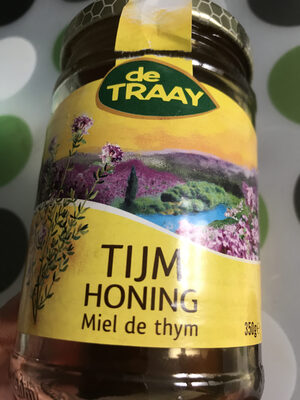 de
TRAAY
TIJM
HONING
Miel de thym
350g